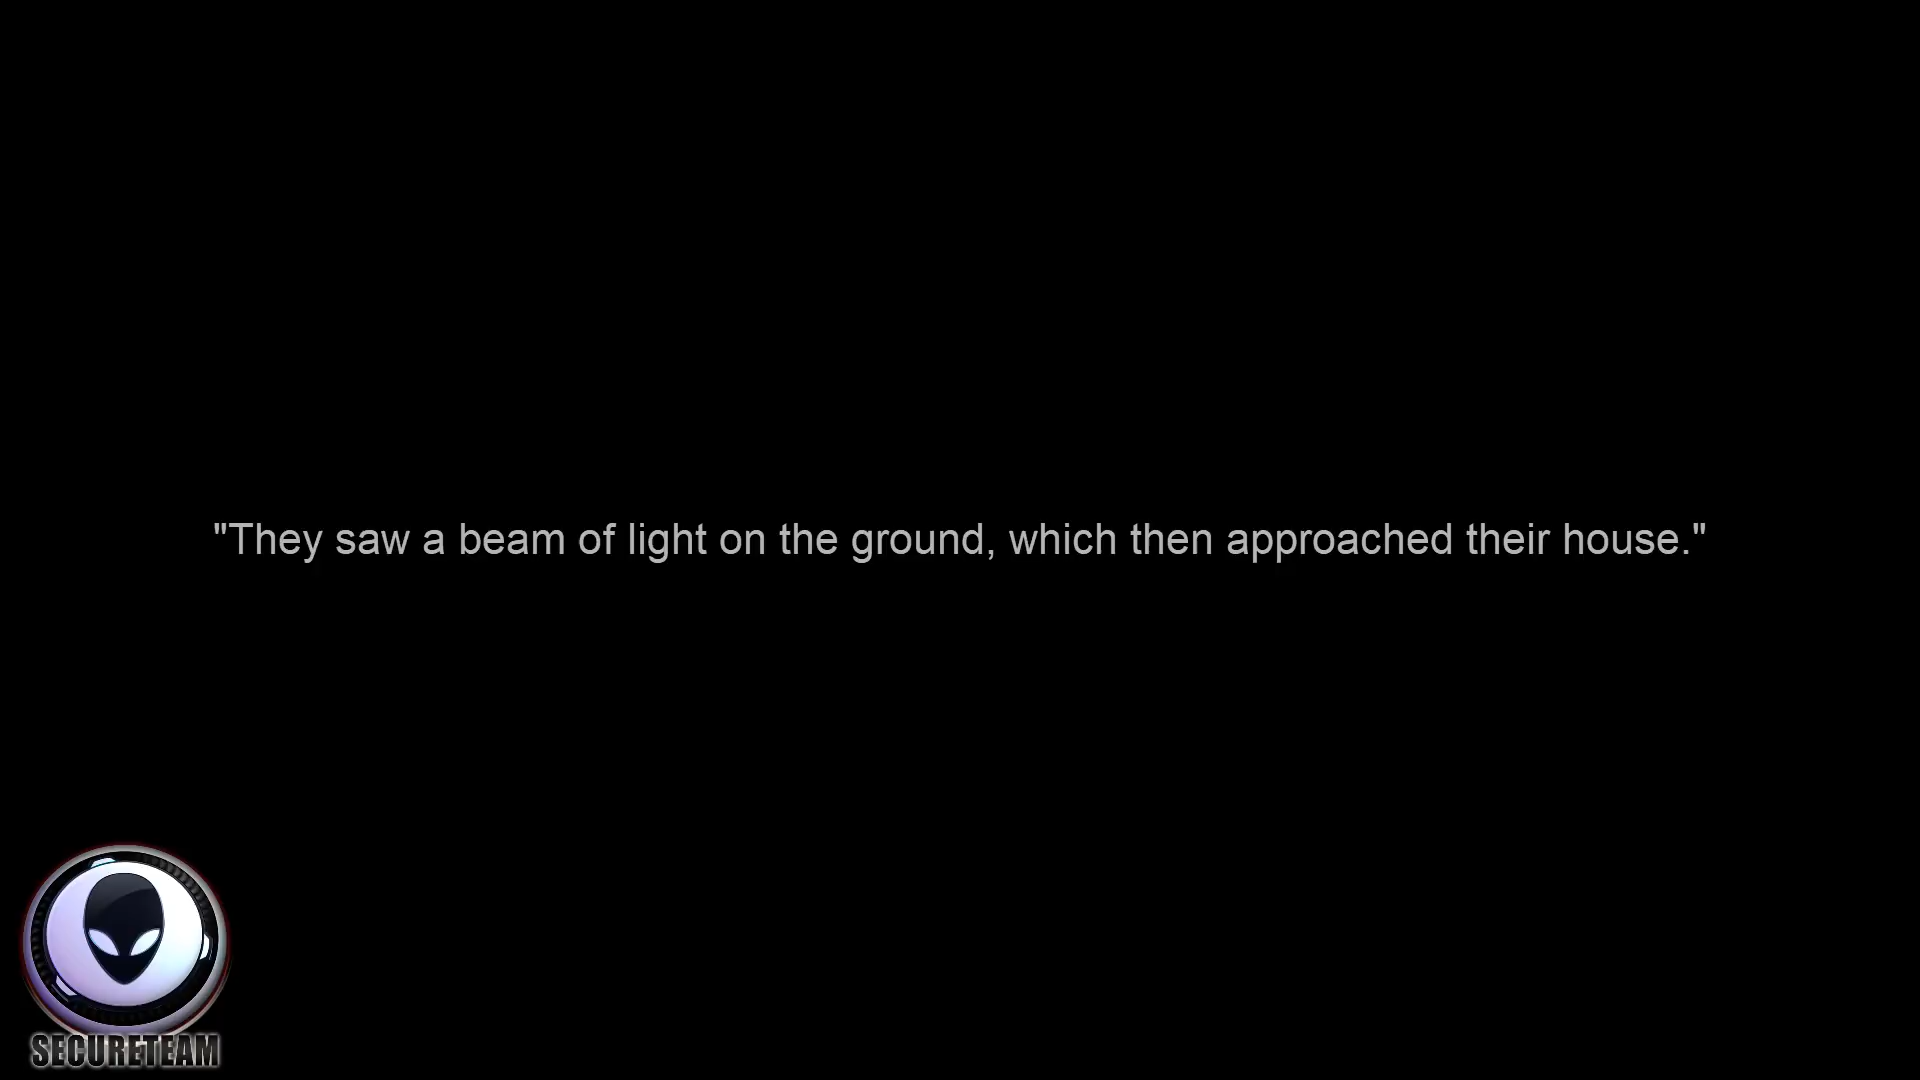 "They saw a beam of light on the ground, which then approached their house."
SECURETEAM